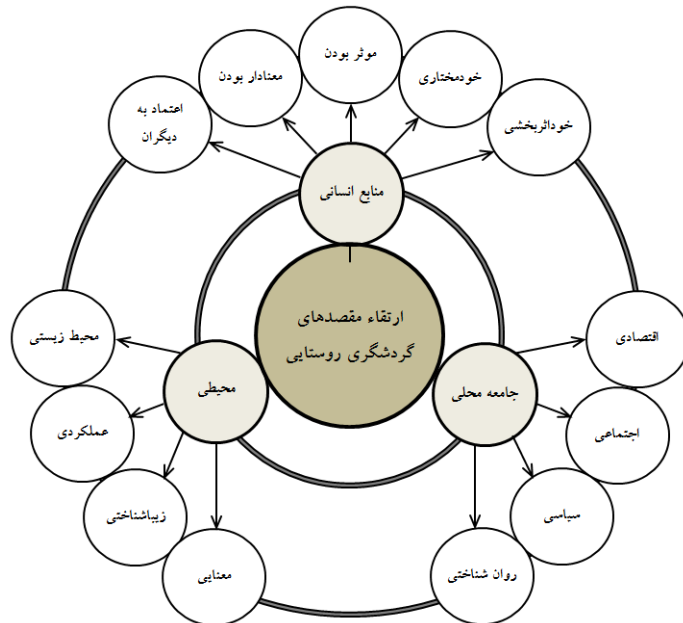 موثر بودن
معنادار بودن
خودمختاری
اعتماد به
دیگران
خوداثربخشی
منابع انسانی
ارتقاء مقصدهای
گردشگری روستایی
محیط زیستی
اقتصادی
محیطی
جامعه محلی
عملکردی
اجتماعی
زیباشناختی
سیاسی
معنایی
روان شناختی